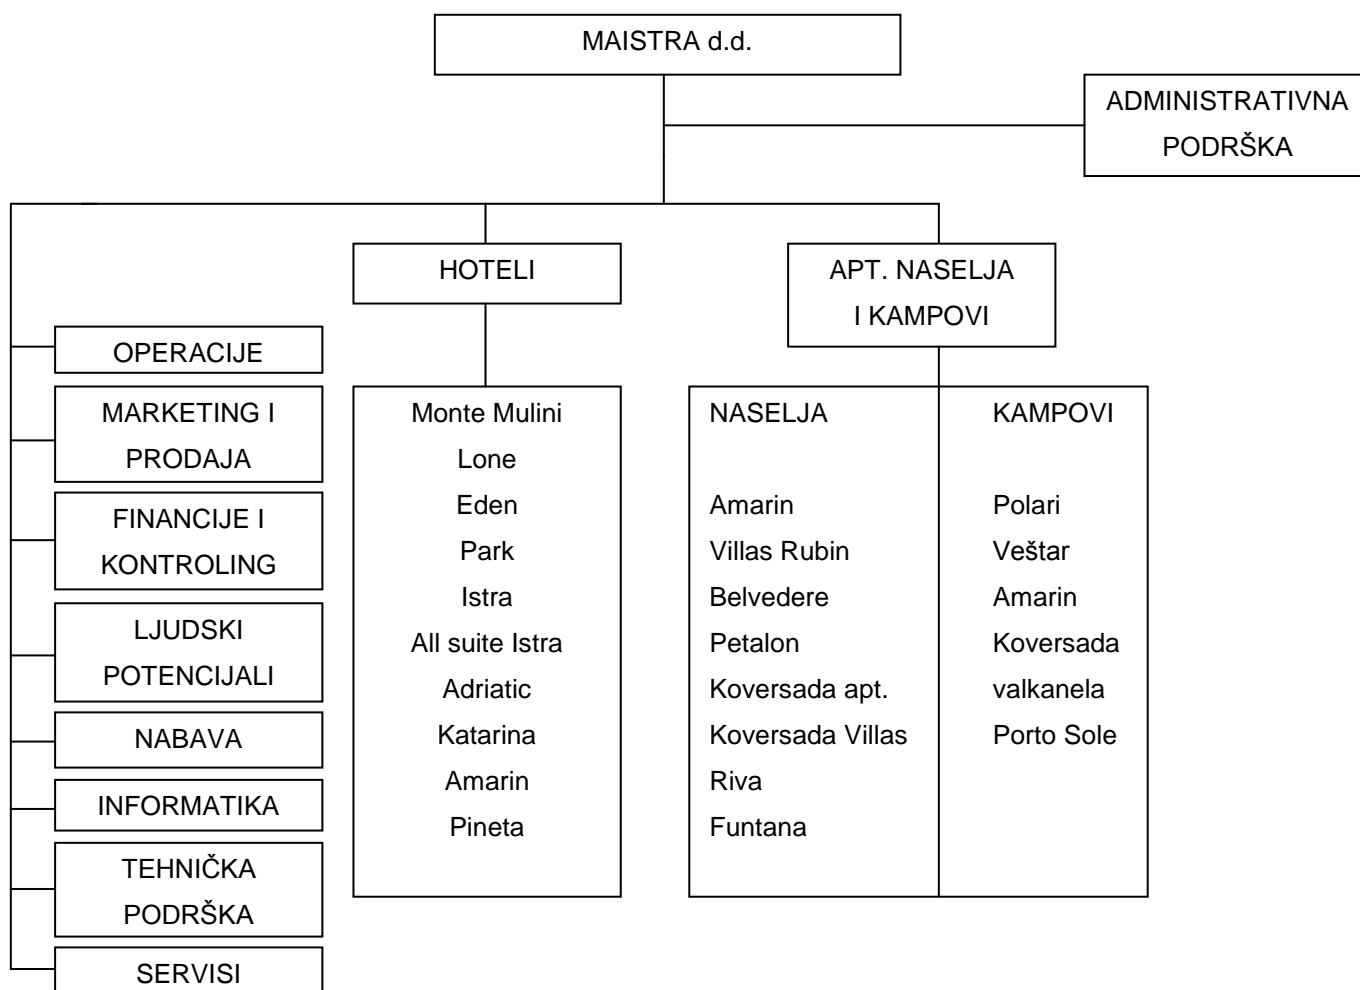 MAISTRA d.d.
ADMINISTRATIVNA
PODRŠKA
OPERACIJE
MARKETING I
PRODAJA
FINANCIJE I
KONTROLING
LJUDSKI
POTENCIJALI
NABAVA
INFORMATIKA
TEHNIČKA
PODRŠKA
SERVISI
HOTELI
Monte Mulini
Lone
Eden
Park
Istra
All suite Istra
Adriatic
Katarina
Amarin
Pineta
APT. NASELJA
I KAMPOVI
NASELJA
Amarin
Villas Rubin
Belvedere
Petalon
Koversada apt.
Koversada Villas
Riva
Funtana
KAMPOVI
Polari
Veštar
Amarin
Koversada
valkanela
Porto Sole